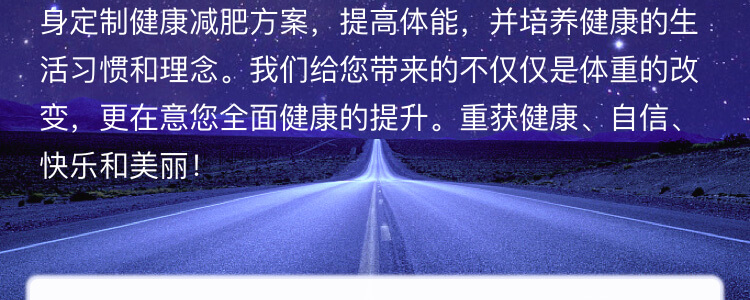 身定制健康减肥方案，提高体能，并培养健康的生
活习惯和理念。我们给您带来的不仅仅是体重的改
变，更在意您全面健康的提升。重获健康、自信、
快乐和美丽！